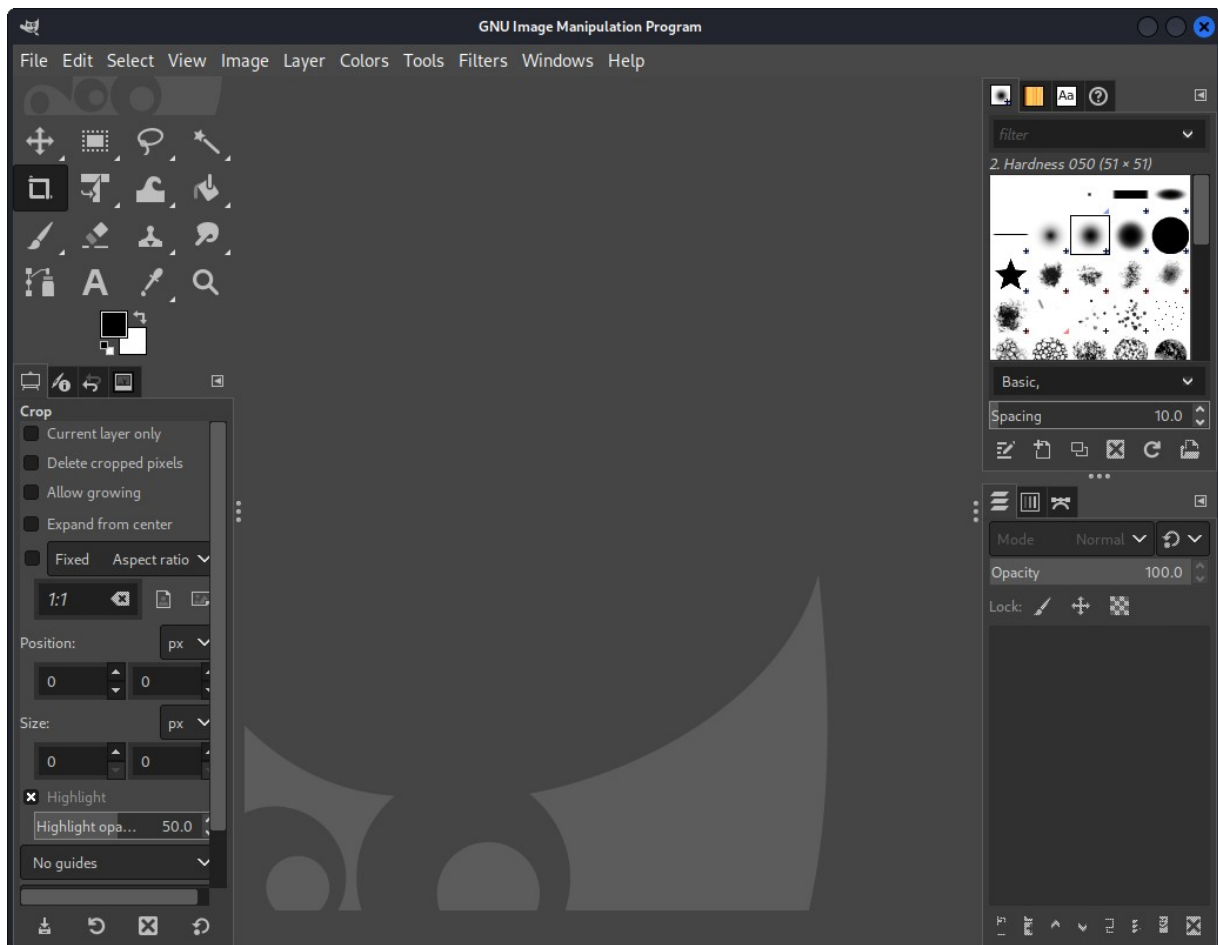 GNU Image Manipulation Program
File Edit Select View Image Layer Colors Tools Filters Windows Help
Aa
filter
2. Hardness 050 (51 × 51)
A
Basic,
Spacing 10.0
Crop
Current layer only
Delete cropped pixels
Allow growing
Expand from center
Fixed Aspect ratio
1:1
Position: px
0 0
Size: px
0 0
Highlight
Highlight opa... 50.0
No guides
Mode Normal
Opacity 100.0
Lock: